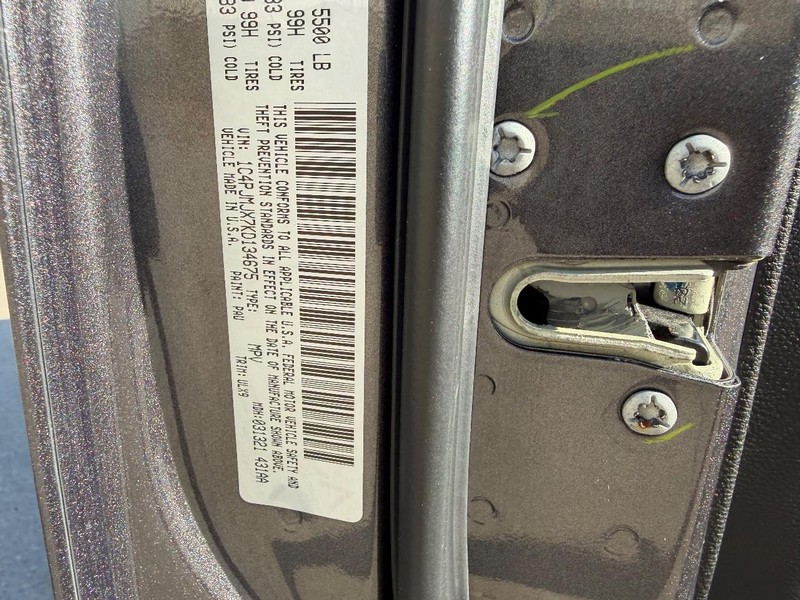 5500 LB
99H TIRES
83 PSI) COLD
99H TIRES
83 PSI) COLD
THIS VEHICLE CONFORMS TO ALL APPLICABLE U.S.A. FEDERAL MOTOR VEHICLE SAFETY AND
THEFT PREVENTION STANDARDS IN EFFECT ON THE DATE OF MANUFACTURE SHOWN ABOVE.
VIN: 1C4PJMJX7KD134675 TYPE: MPV MDH:031321 431AA
VEHICLE MADE IN U.S.A. PAINT: PAU TRIM: ULX9